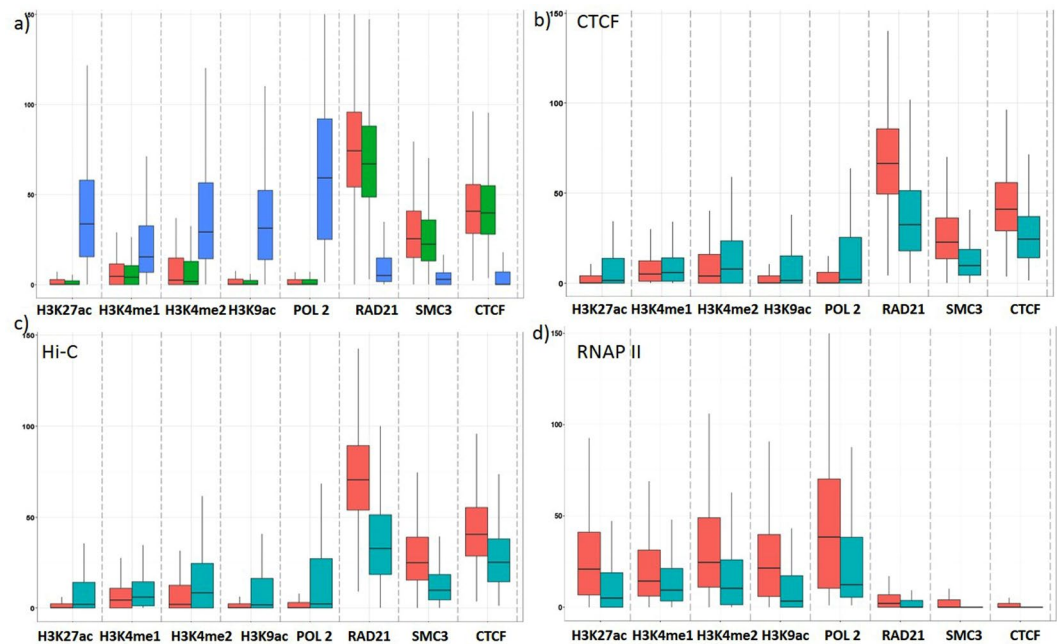 a)
150
100
50
0
H3K27ac H3K4me1 H3K4me2 H3K9ac POL 2 RAD21 SMC3 CTCF
b) CTCF
150
100
50
0
H3K27ac H3K4me1 H3K4me2 H3K9ac POL 2 RAD21 SMC3 CTCF
c) Hi-C
150
100
50
0
H3K27ac H3K4me1 H3K4me2 H3K9ac POL 2 RAD21 SMC3 CTCF
d) RNAP II
150
100
50
0
H3K27ac H3K4me1 H3K4me2 H3K9ac POL 2 RAD21 SMC3 CTCF